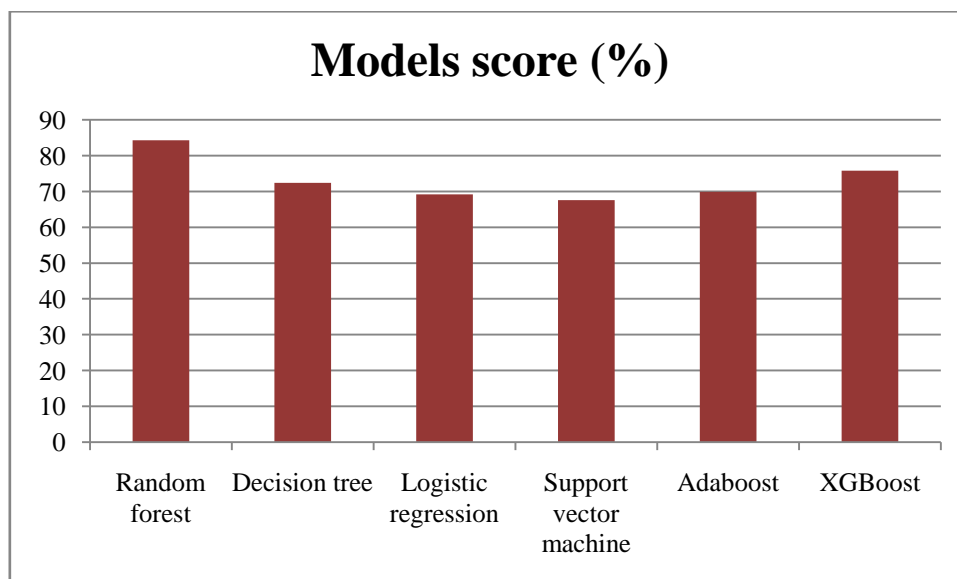 Models score (%)
90
80
70
60
50
40
30
20
10
0
Random
forest
Decision tree
Logistic
regression
Support
vector
machine
Adaboost
XGBoost